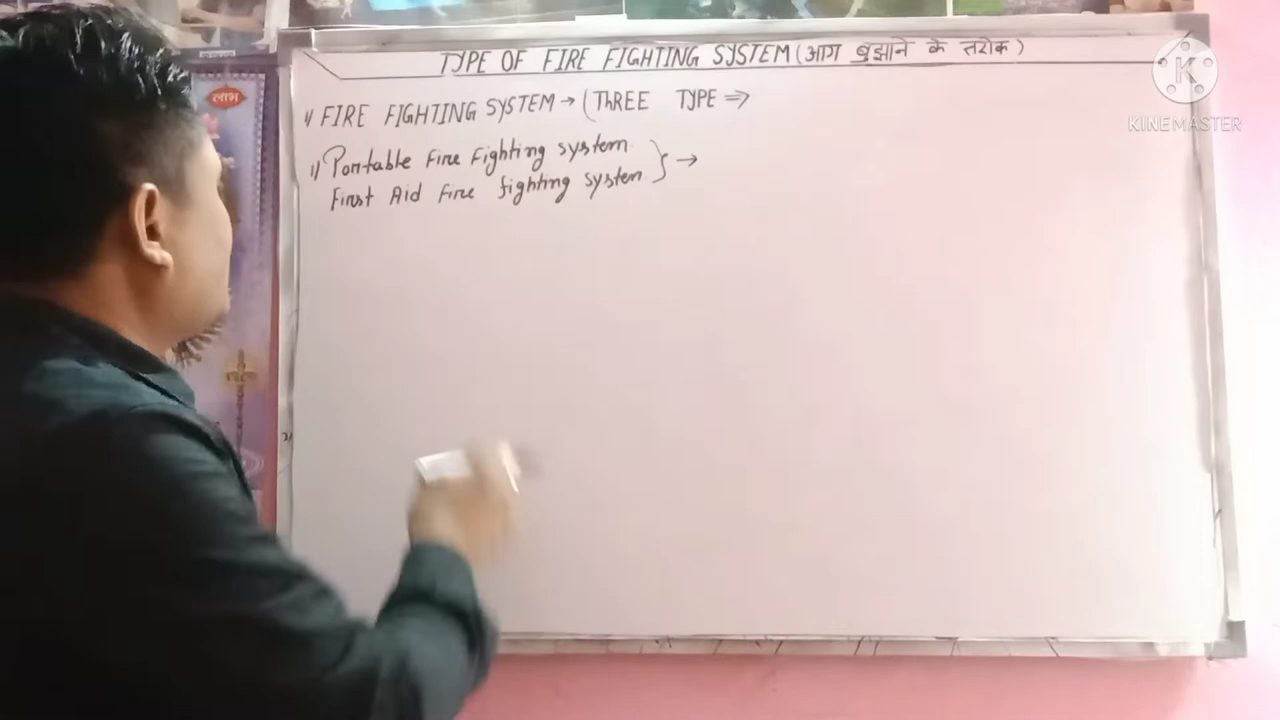 TYPE OF FIRE FIGHTING SYSTEM (आग बुझाने के तरीके)
1) FIRE FIGHTING SYSTEM → (THREE TYPE ⇒
1) Portable Fire Fighting system } →
First Aid Fire fighting system
लाभ
KINEMASTER